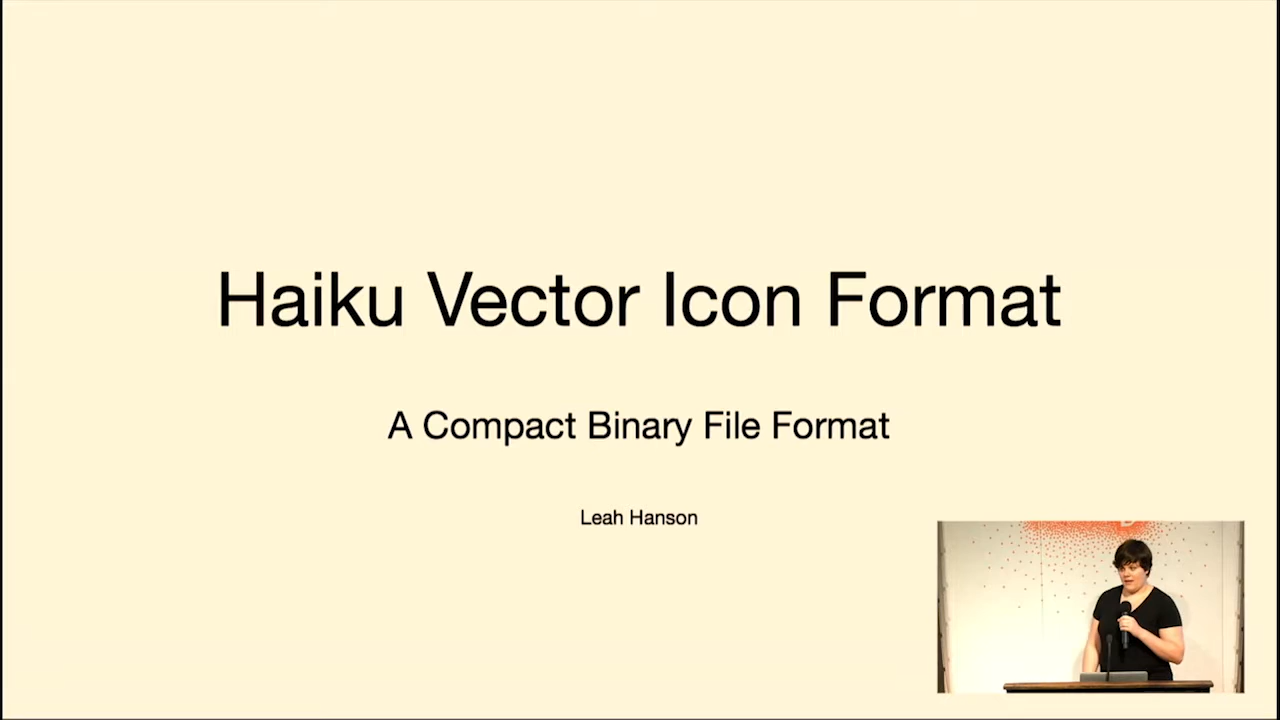 Haiku Vector Icon Format
A Compact Binary File Format
Leah Hanson